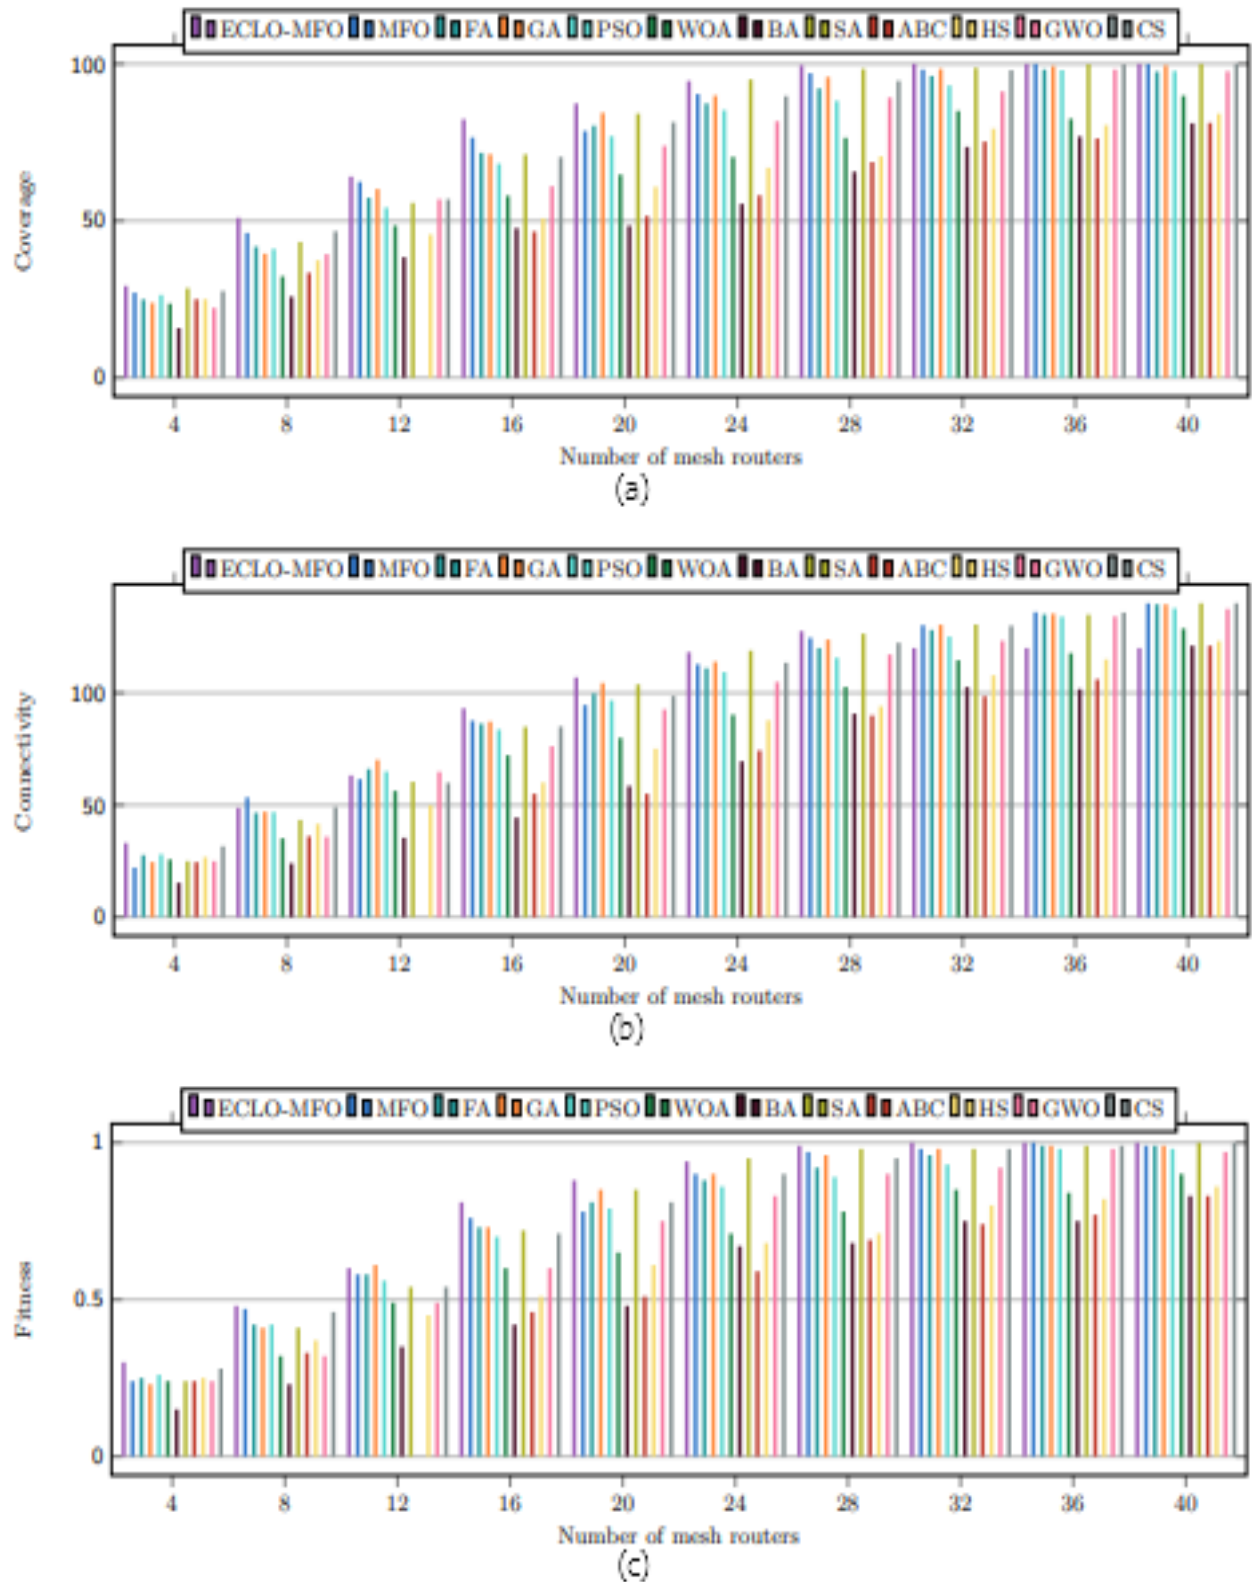 ECLO-MFO MFO FA GA PSO WOA BA SA ABC HS GWO CS
100
50
0
Coverage
4 8 12 16 20 24 28 32 36 40
Number of mesh routers
(a)
ECLO-MFO MFO FA GA PSO WOA BA SA ABC HS GWO CS
100
50
0
Connectivity
4 8 12 16 20 24 28 32 36 40
Number of mesh routers
(b)
ECLO-MFO MFO FA GA PSO WOA BA SA ABC HS GWO CS
1
0.5
0
Fitness
4 8 12 16 20 24 28 32 36 40
Number of mesh routers
(c)